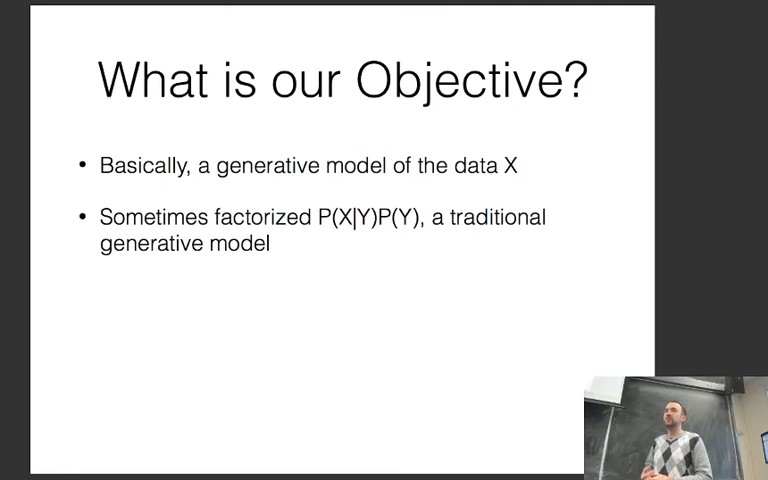 What is our Objective?
• Basically, a generative model of the data X
• Sometimes factorized P(X|Y)P(Y), a traditional
generative model